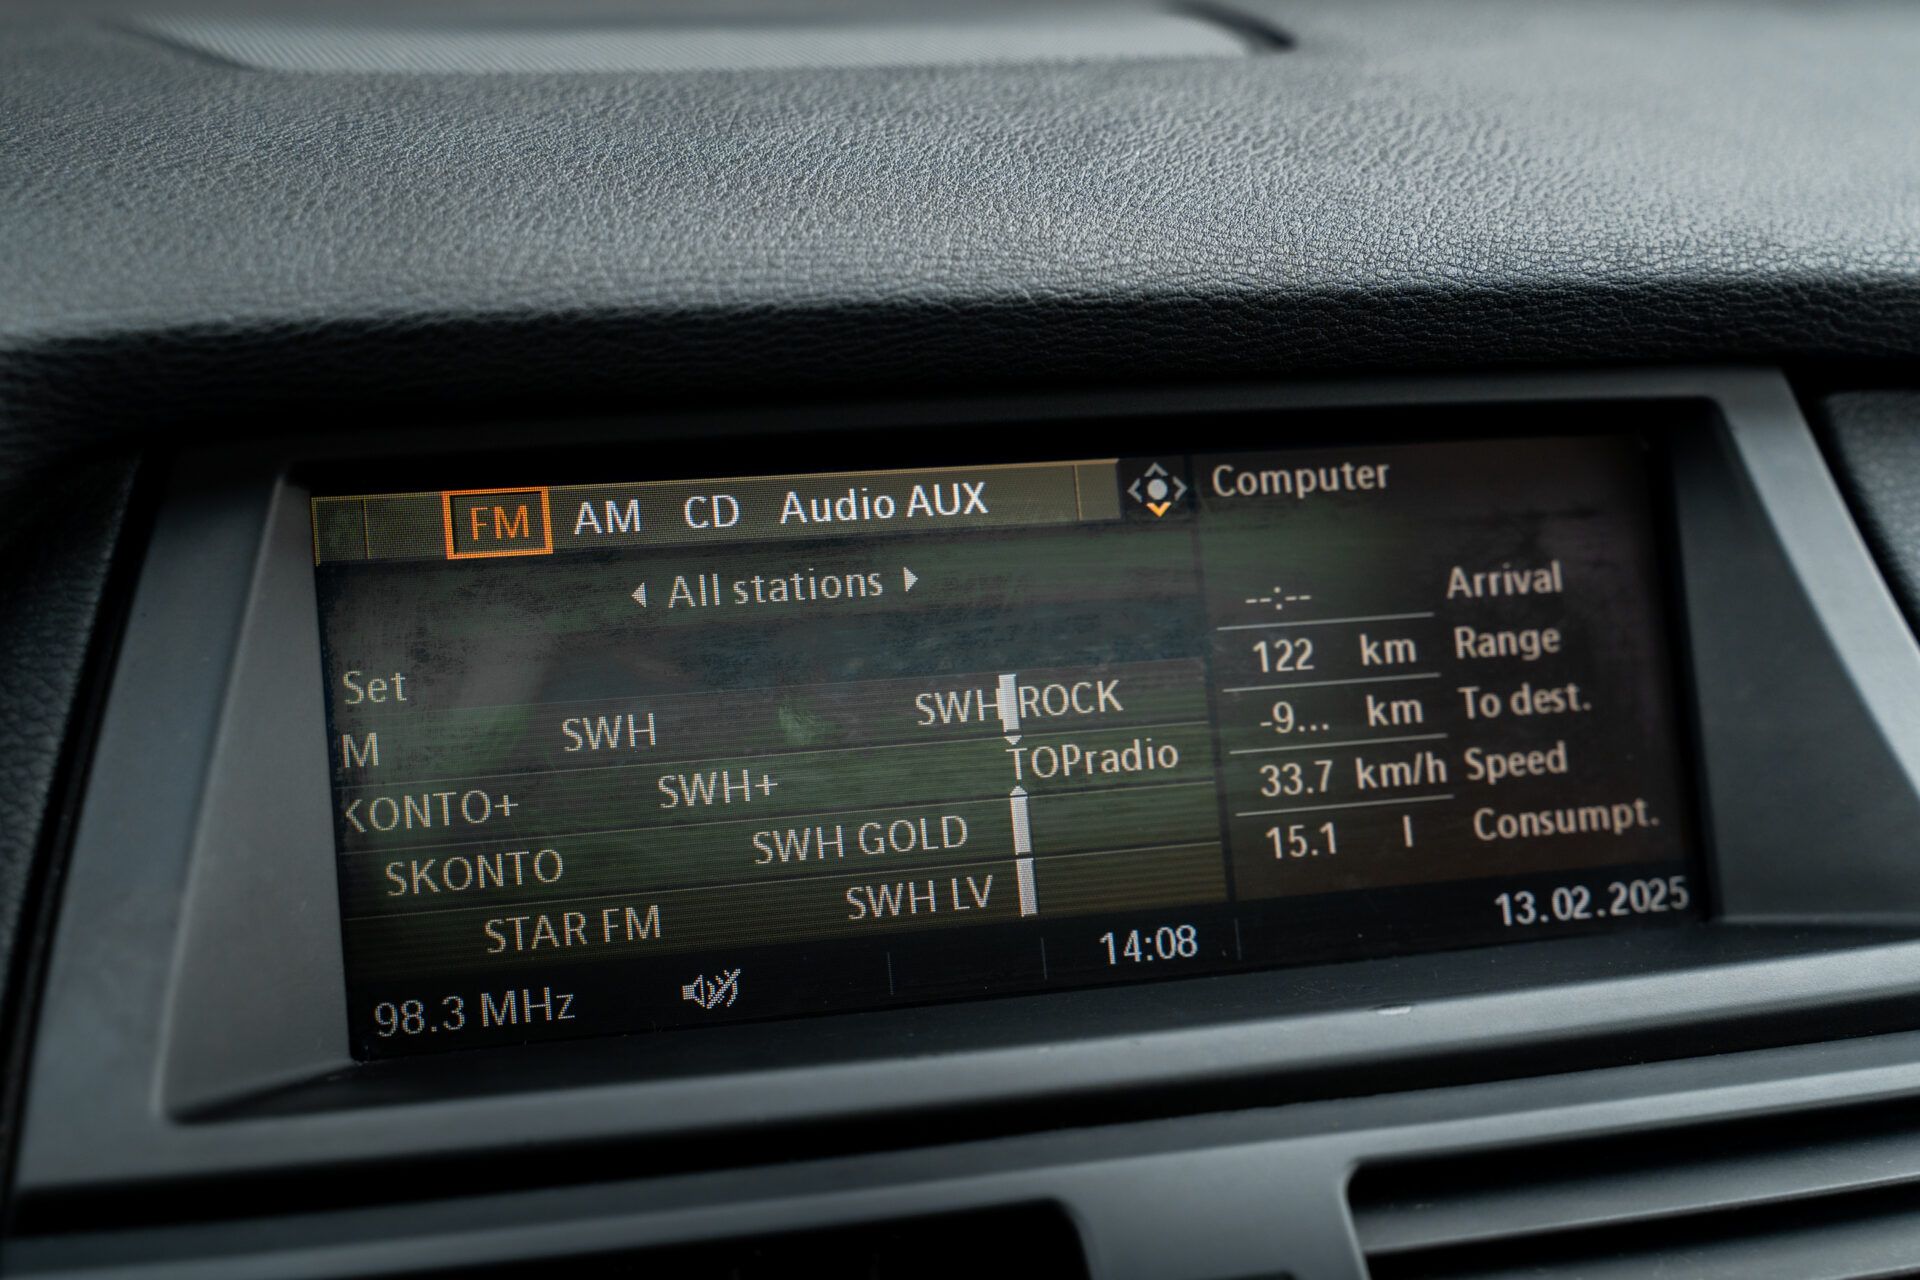 FM AM CD Audio AUX
All stations
Set
M SWH SWH ROCK
KONTO+ SWH+ TOPradio
SKONTO SWH GOLD
STAR FM SWH LV
98.3 MHz 14:08 13.02.2025
Computer
--:-- Arrival
122 km Range
-9... km To dest.
33.7 km/h Speed
15.1 l Consumpt.